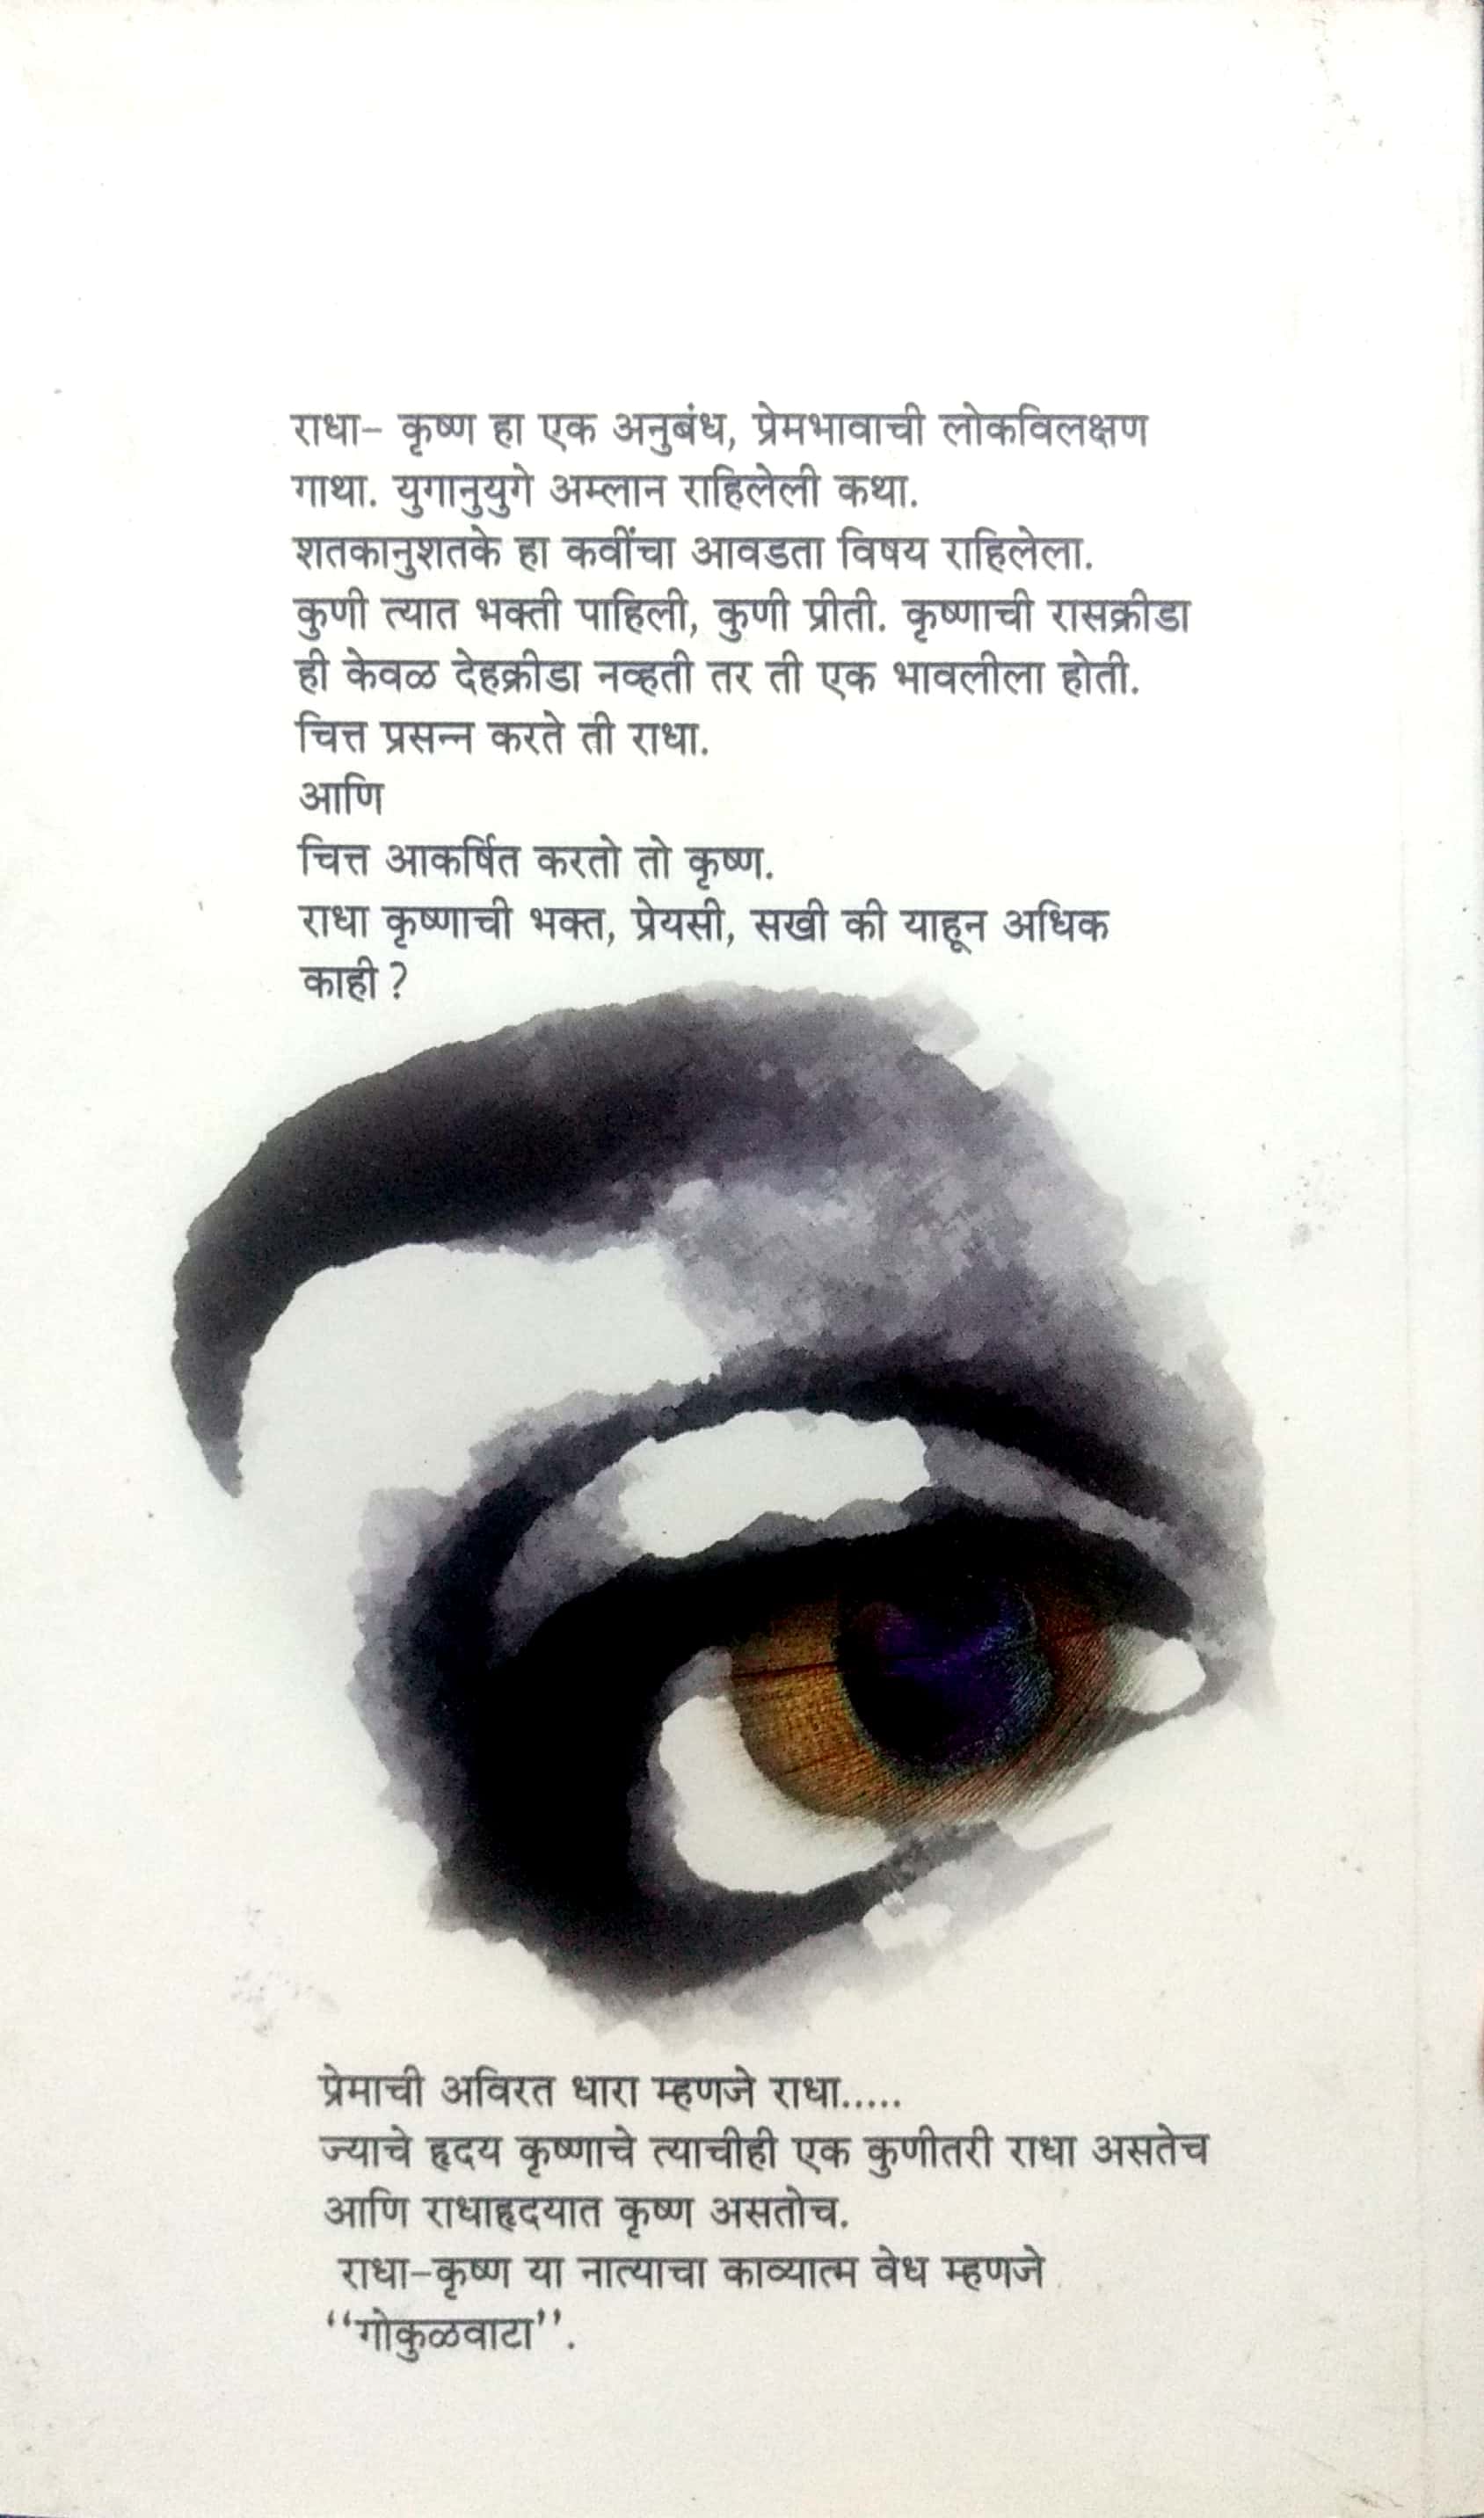 राधा– कृष्ण हा एक अनुबंध, प्रेमभावाची लोकविलक्षण
गाथा. युगानुयुगे अम्लान राहिलेली कथा.
शतकानुशतके हा कवींचा आवडता विषय राहिलेला.
कुणी त्यात भक्ती पाहिली, कुणी प्रीती. कृष्णाची रासक्रीडा
ही केवळ देहक्रीडा नव्हती तर ती एक भावलीला होती.
चित्त प्रसन्न करते ती राधा.
आणि
चित्त आकर्षित करतो तो कृष्ण.
राधा कृष्णाची भक्त, प्रेयसी, सखी की याहून अधिक
काही ?
प्रेमाची अविरत धारा म्हणजे राधा.....
ज्याचे हृदय कृष्णाचे त्याचीही एक कुणीतरी राधा असतेच
आणि राधाहृदयात कृष्ण असतोच.
राधा–कृष्ण या नात्याचा काव्यात्म वेध म्हणजे
‘‘गोकुळवाटा’’.